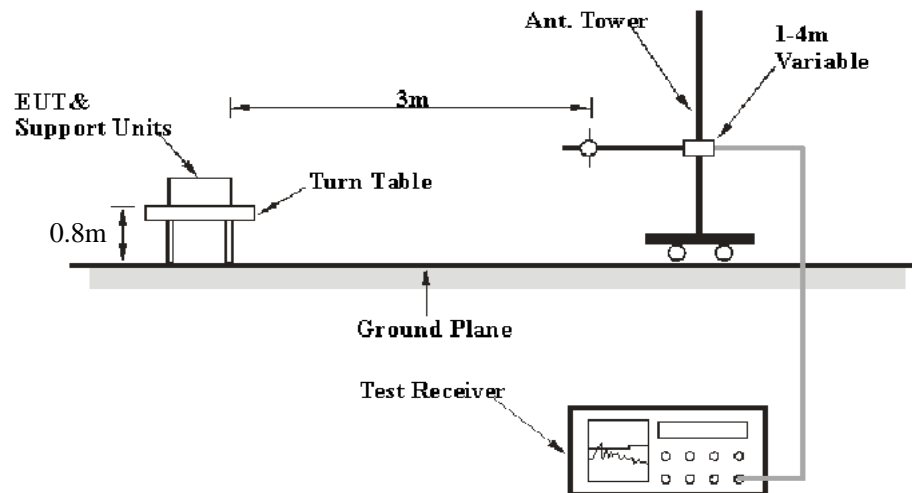 Ant. Tower
1-4m
Variable
EUT&
Support Units
3m
Turn Table
0.8m
Ground Plane
Test Receiver